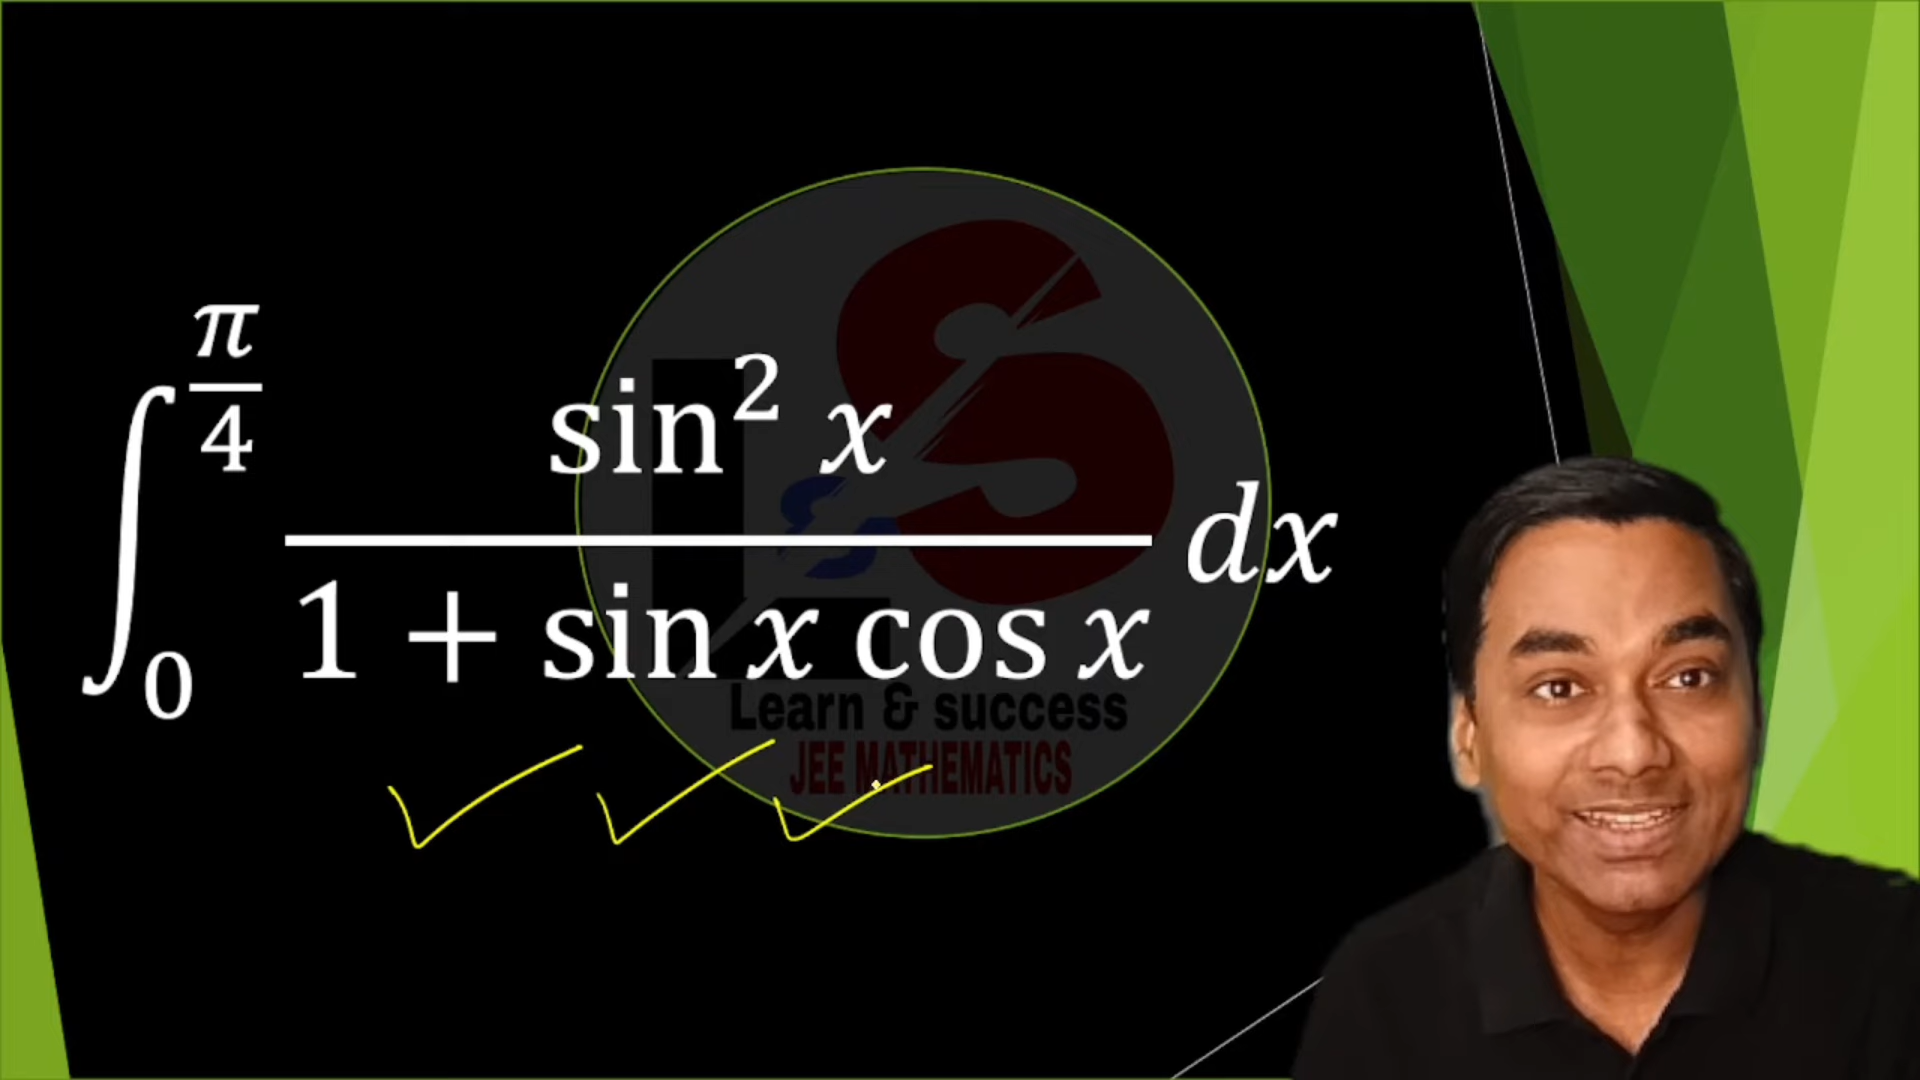 ∫₀^{π/4} sin² x / (1 + sin x cos x) dx
Learn & success
JEE MATHEMATICS